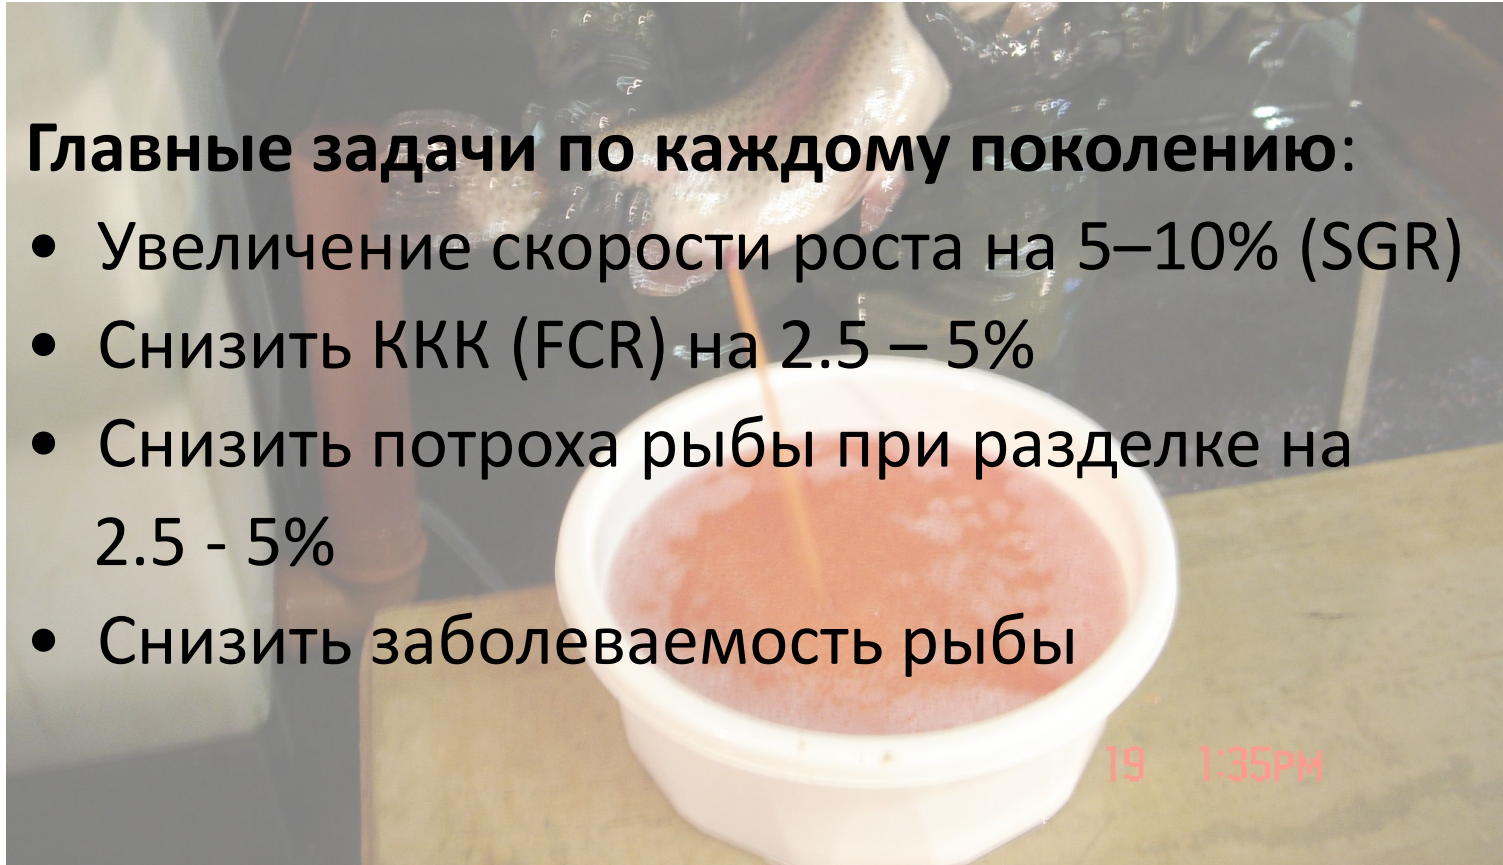 Главные задачи по каждому поколению:
• Увеличение скорости роста на 5–10% (SGR)
• Снизить ККК (FCR) на 2.5 – 5%
• Снизить потроха рыбы при разделке на
2.5 - 5%
• Снизить заболеваемость рыбы
19 1:35PM